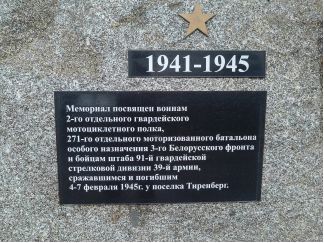 1941-1945
Мемориал посвящен воинам
2-го отдельного гвардейского
мотоциклетного полка,
271-го отдельного моторизованного батальона
особого назначения 3-го Белорусского фронта
и бойцам штаба 91-й гвардейской
стрелковой дивизии 39-й армии,
сражавшимся и погибшим
4-7 февраля 1945г. у поселка Тиренберг.